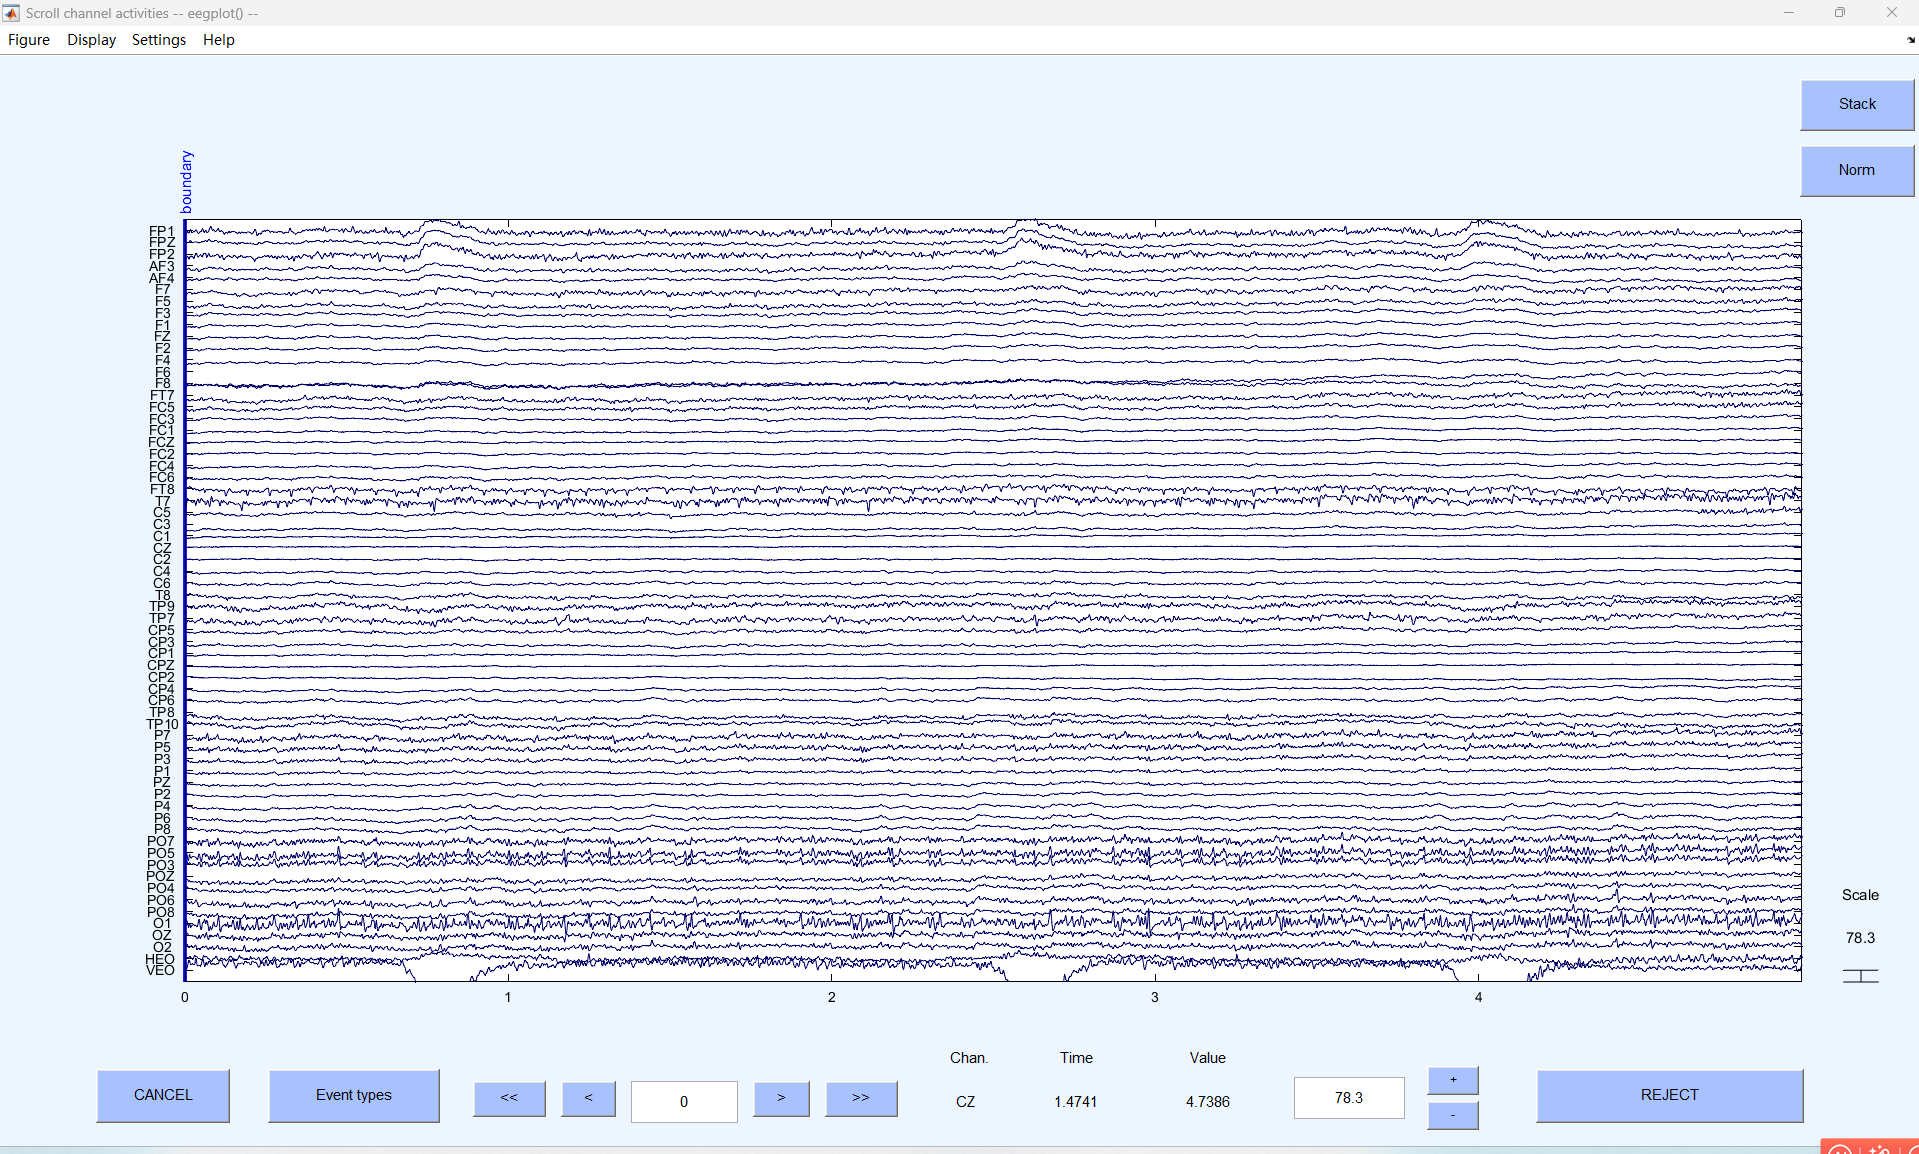 Scroll channel activities -- eegplot() --
Figure Display Settings Help
Stack
Norm
boundary
FP1
FPZ
FP2
AF3
AF4
F7
F5
F3
F1
FZ
F2
F4
F6
F8
FT7
FC5
FC3
FC1
FCZ
FC2
FC4
FC6
FT8
T7
C5
C3
C1
CZ
C2
C4
C6
T8
TP9
TP7
CP5
CP3
CP1
CPZ
CP2
CP4
CP6
TP8
TP10
P7
P5
P3
P1
PZ
P2
P4
P6
P8
PO7
PO5
PO3
POZ
PO4
PO6
PO8
O1
OZ
O2
HEO
VEO
0 1 2 3 4
Scale
78.3
Chan. Time Value
CANCEL Event types << < 0 > >> CZ 1.4741 4.7386 78.3 + - REJECT